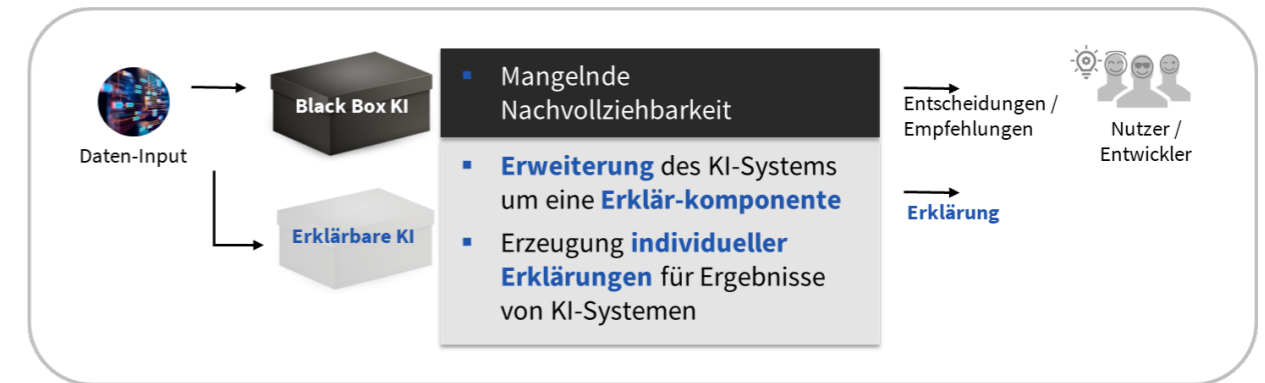 Daten-Input
Black Box KI
Erklärbare KI
Mangelnde
Nachvollziehbarkeit
Erweiterung des KI-Systems
um eine Erklär-komponente
Erzeugung individueller
Erklärungen für Ergebnisse
von KI-Systemen
Entscheidungen /
Empfehlungen
Erklärung
Nutzer /
Entwickler